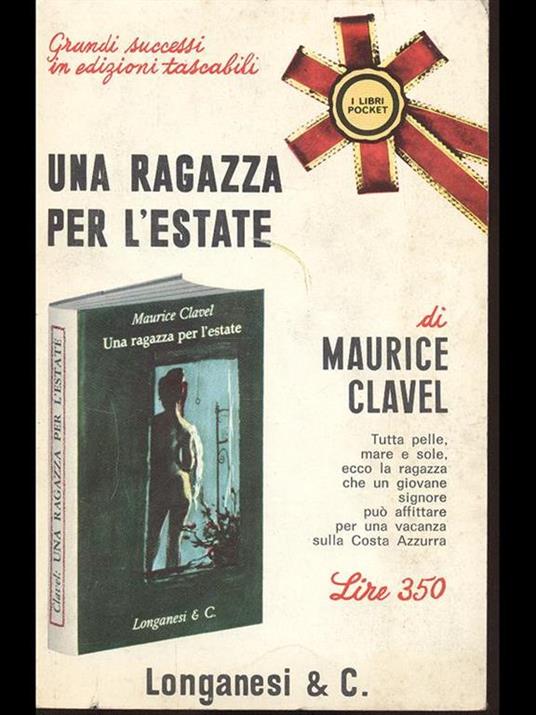 Grandi successi
in edizioni tascabili
I LIBRI
POCKET
UNA RAGAZZA
PER L'ESTATE
Maurice Clavel
Una ragazza per l'estate
Longanesi & C.
Clavel: UNA RAGAZZA PER L'ESTATE
di
MAURICE
CLAVEL
Tutta pelle,
mare e sole,
ecco la ragazza
che un giovane
signore
può affittare
per una vacanza
sulla Costa Azzurra
Lire 350
Longanesi & C.